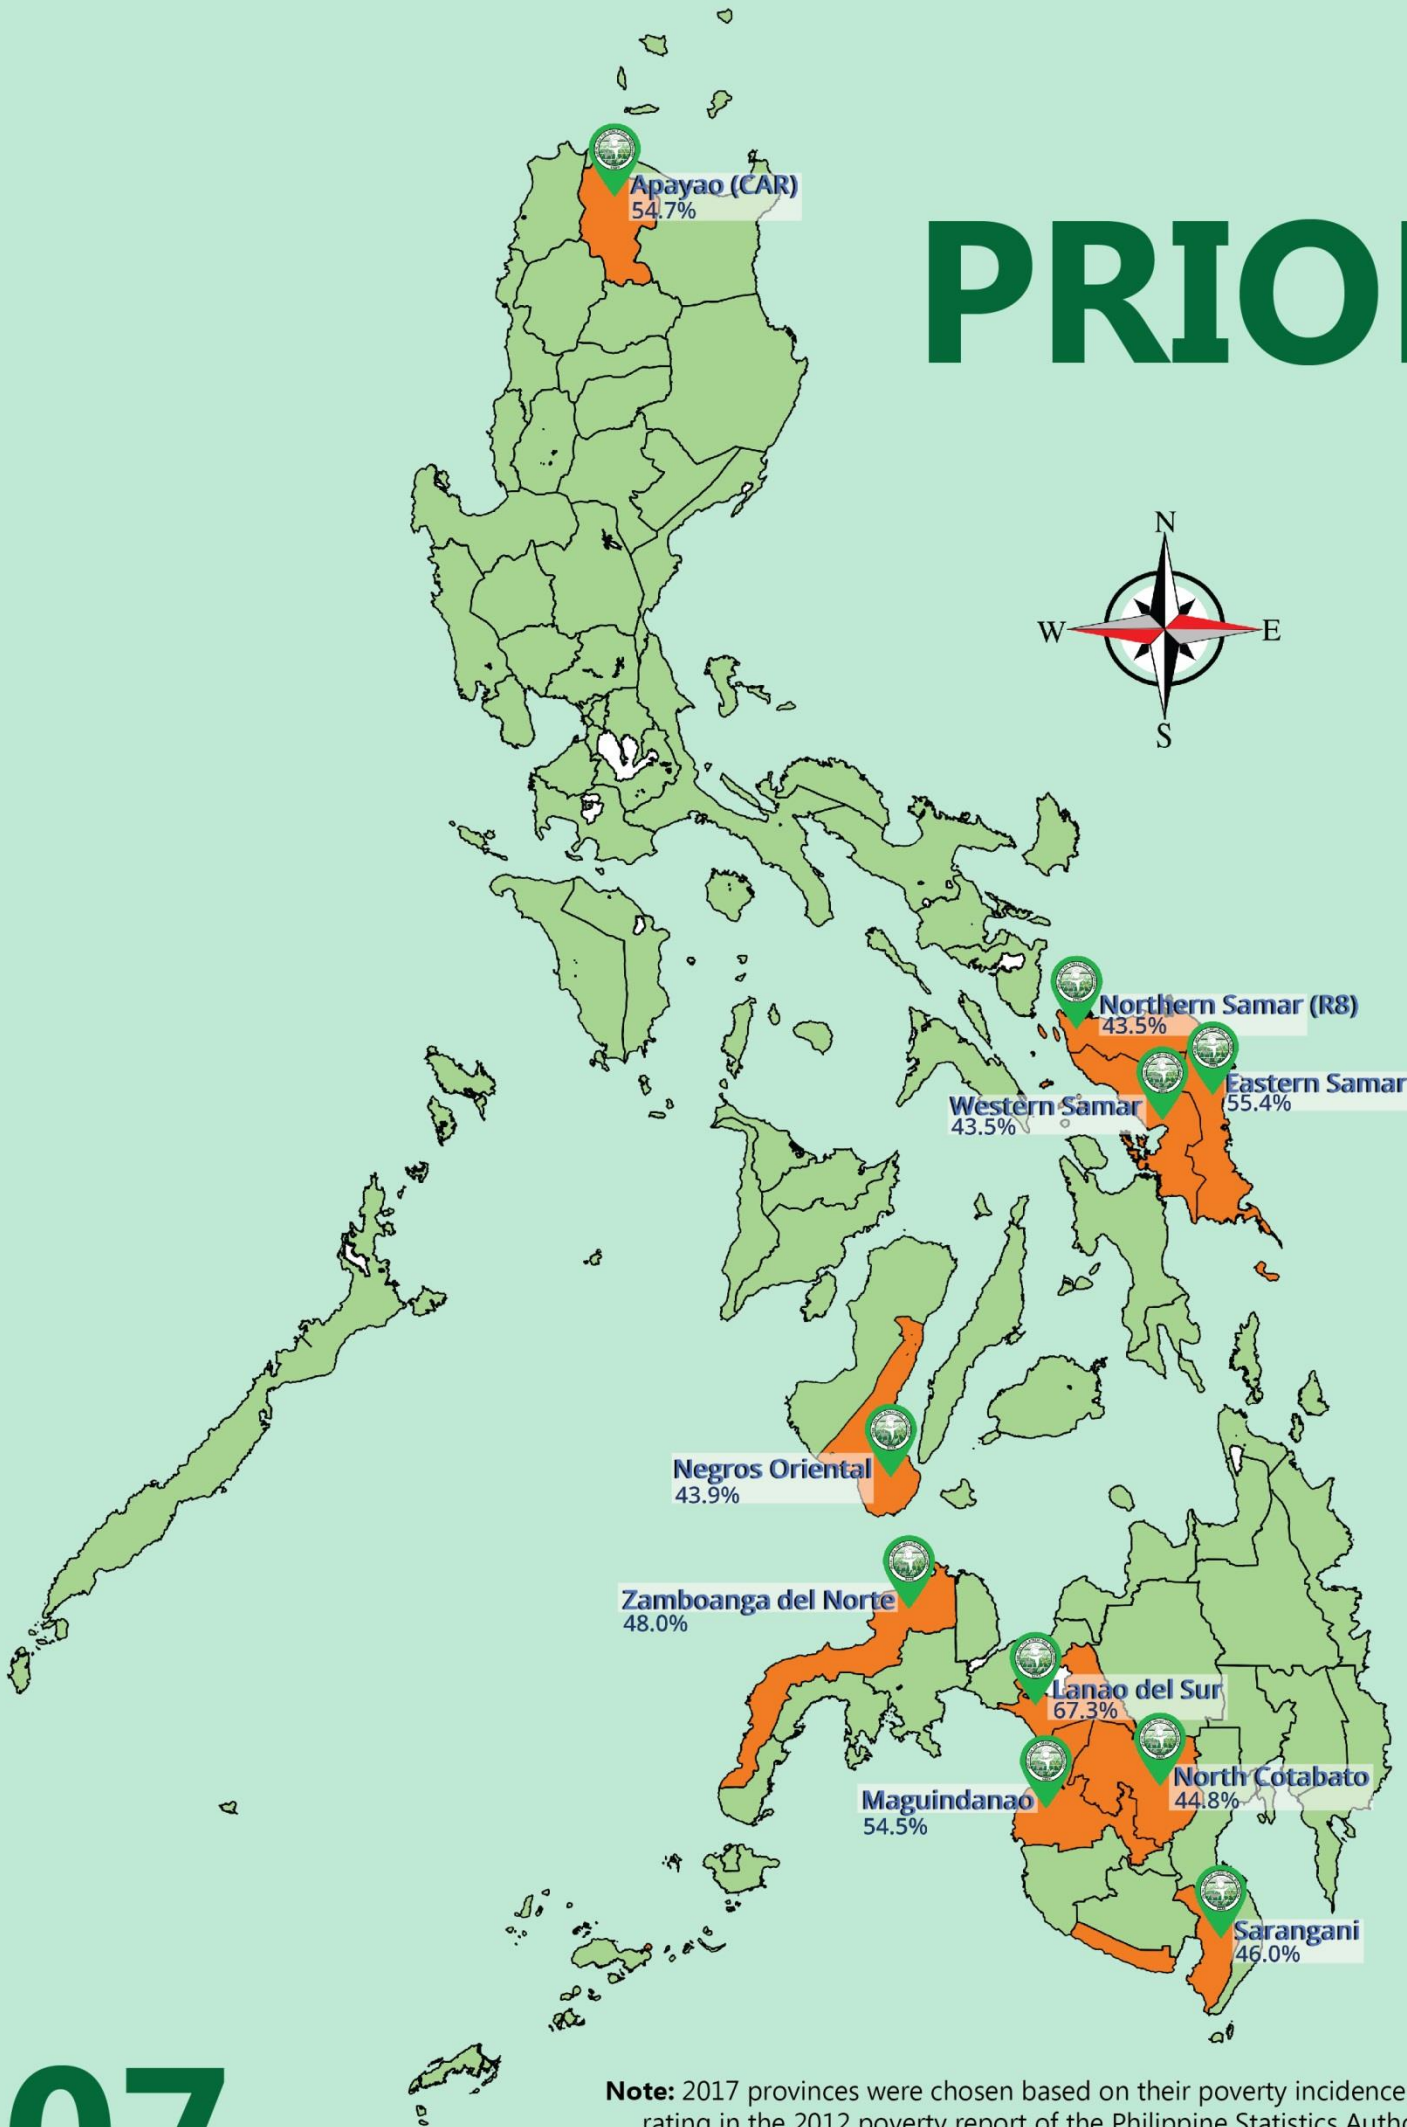 Apayao (CAR)
54.7%
PRIO
N
W
E
S
Northern Samar (R8)
43.5%
Eastern Samar
55.4%
Western Samar
43.5%
Negros Oriental
43.9%
Zamboanga del Norte
48.0%
Lanao del Sur
67.3%
North Cotabato
44.8%
Maguindanao
54.5%
Sarangani
46.0%
07
Note: 2017 provinces were chosen based on their poverty incidence
rating in the 2012 poverty report of the Philippine Statistics Autho